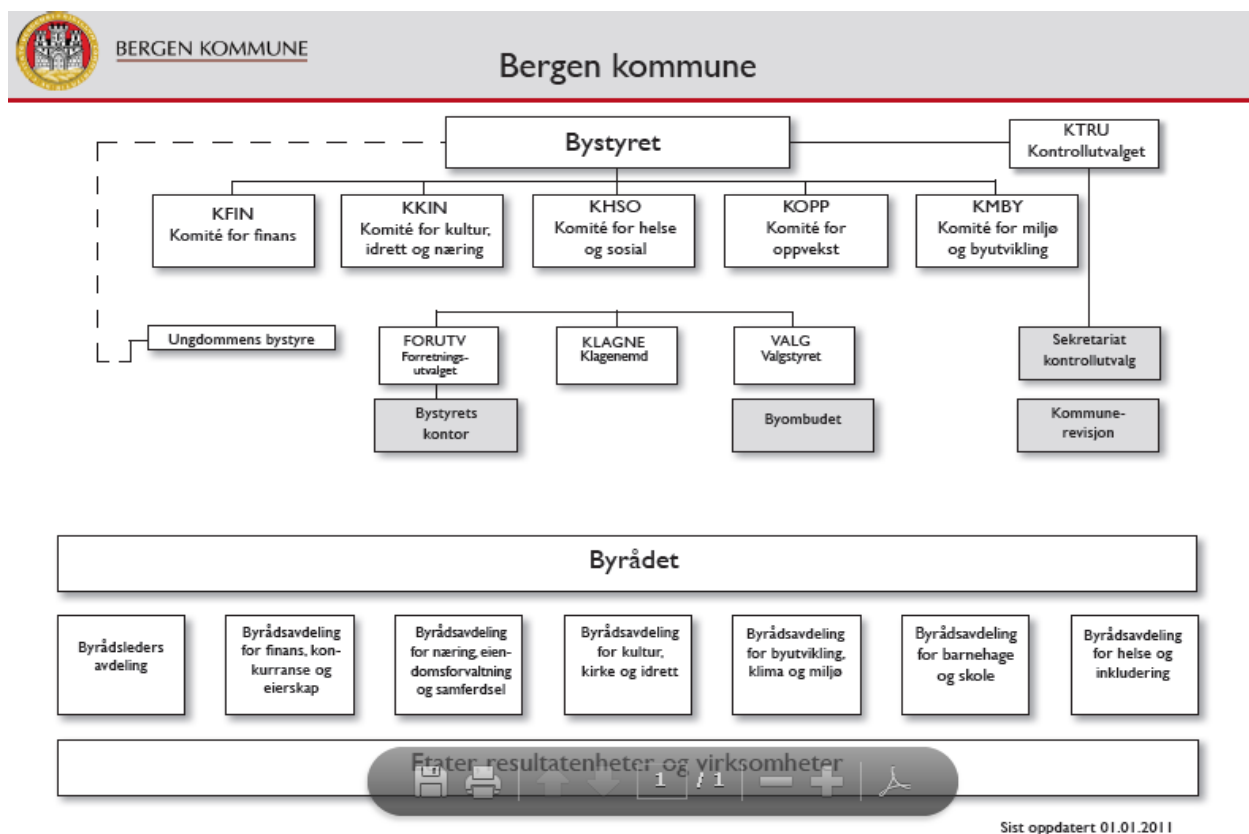 BERGEN KOMMUNE
Bergen kommune
Bystyret
KTRU
Kontrollutvalget
KFIN
Komité for finans
KKIN
Komité for kultur,
idrett og næring
KHSO
Komité for helse
og sosial
KOPP
Komité for
oppvekst
KMBY
Komité for miljø
og byutvikling
Ungdommens bystyre
FORUTV
Forretnings-
utvalget
KLAGNE
Klagenemd
VALG
Valgstyret
Sekretariat
kontrollutvalg
Bystyrets
kontor
Byombudet
Kommune-
revisjon
Byrådet
Byrådsleders
avdeling
Byrådsavdeling
for finans, kon-
kurranse og
eierskap
Byrådsavdeling
for næring, eien-
domsforvaltning
og samferdsel
Byrådsavdeling
for kultur,
kirke og idrett
Byrådsavdeling
for byutvikling,
klima og miljø
Byrådsavdeling
for barnehage
og skole
Byrådsavdeling
for helse og
inkludering
Etater, resultatenheter og virksomheter
1 / 1
Sist oppdatert 01.01.2011